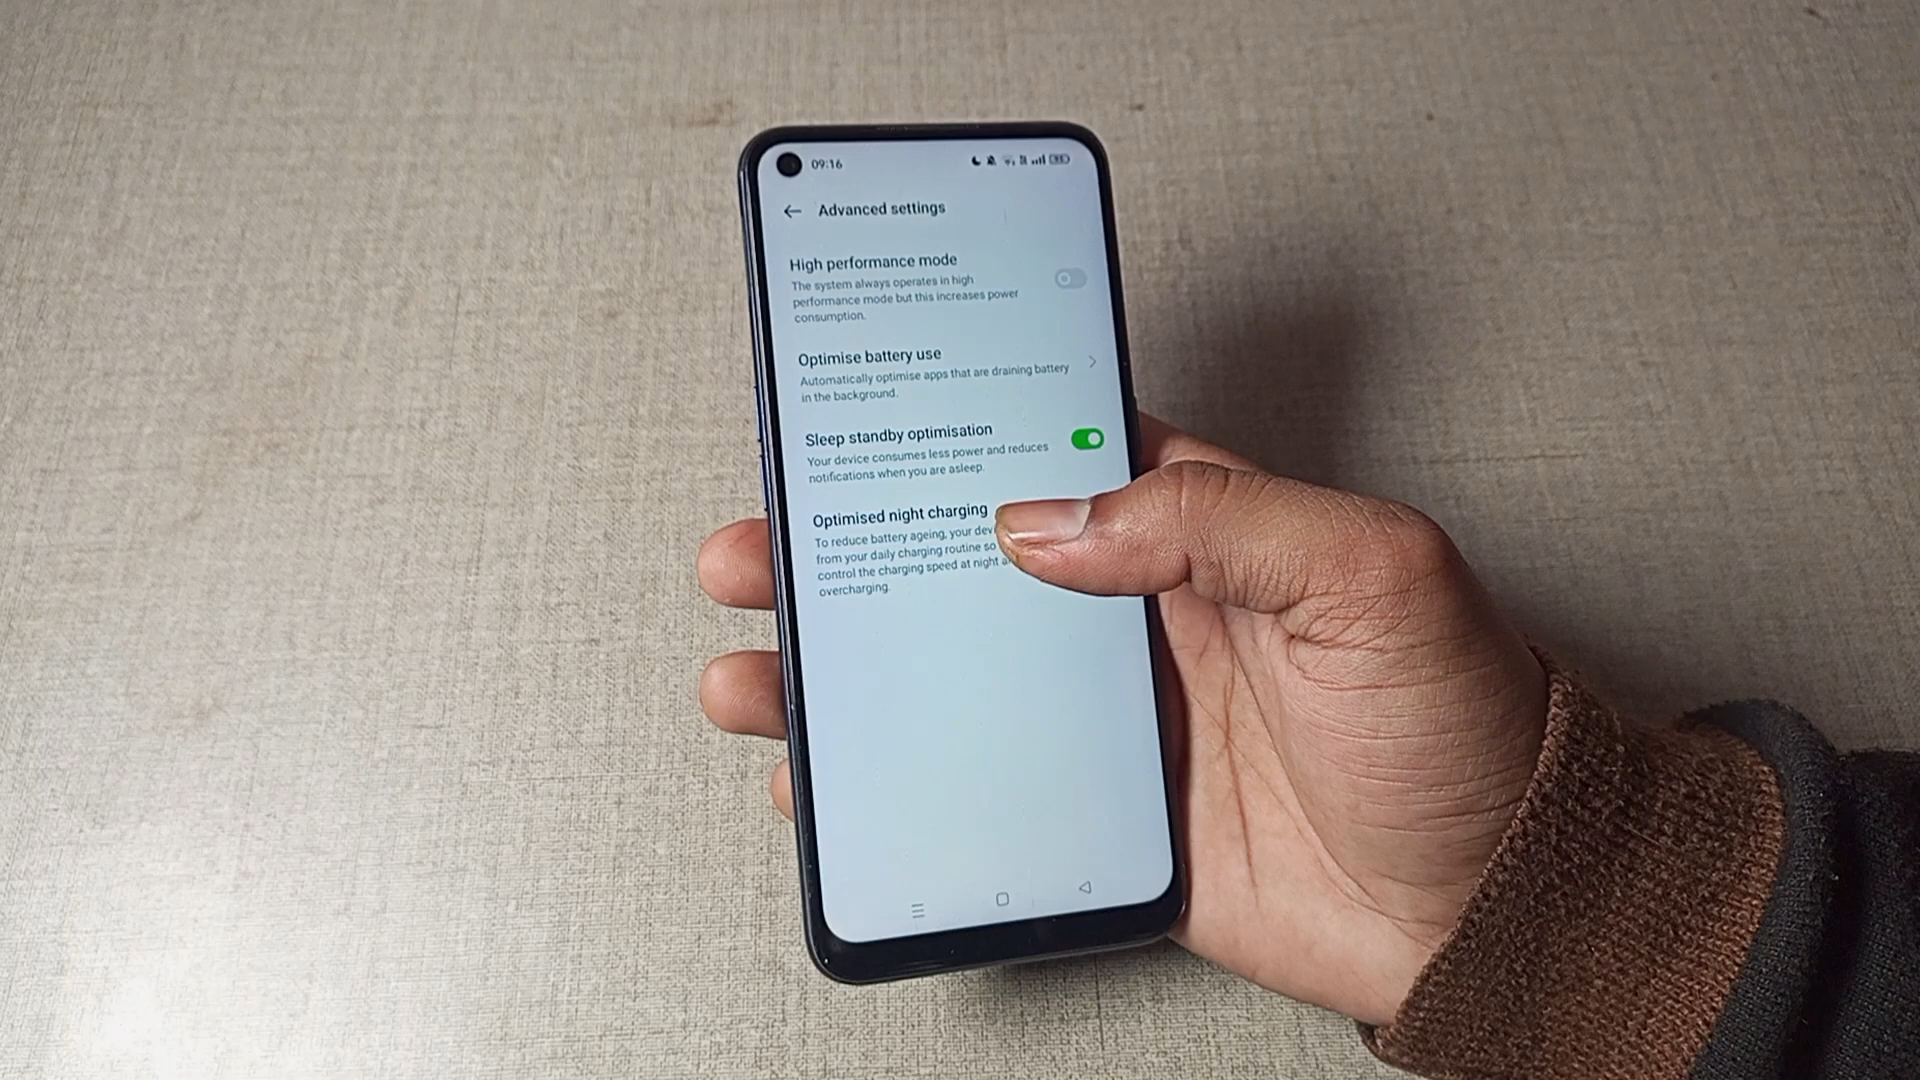 09:16
Advanced settings
High performance mode
The system always operates in high
performance mode but this increases power
consumption.
Optimise battery use
Automatically optimise apps that are draining battery
in the background.
Sleep standby optimisation
Your device consumes less power and reduces
notifications when you are asleep.
Optimised night charging
To reduce battery ageing, your
from your daily charging routine so
control the charging speed at night
overcharging.